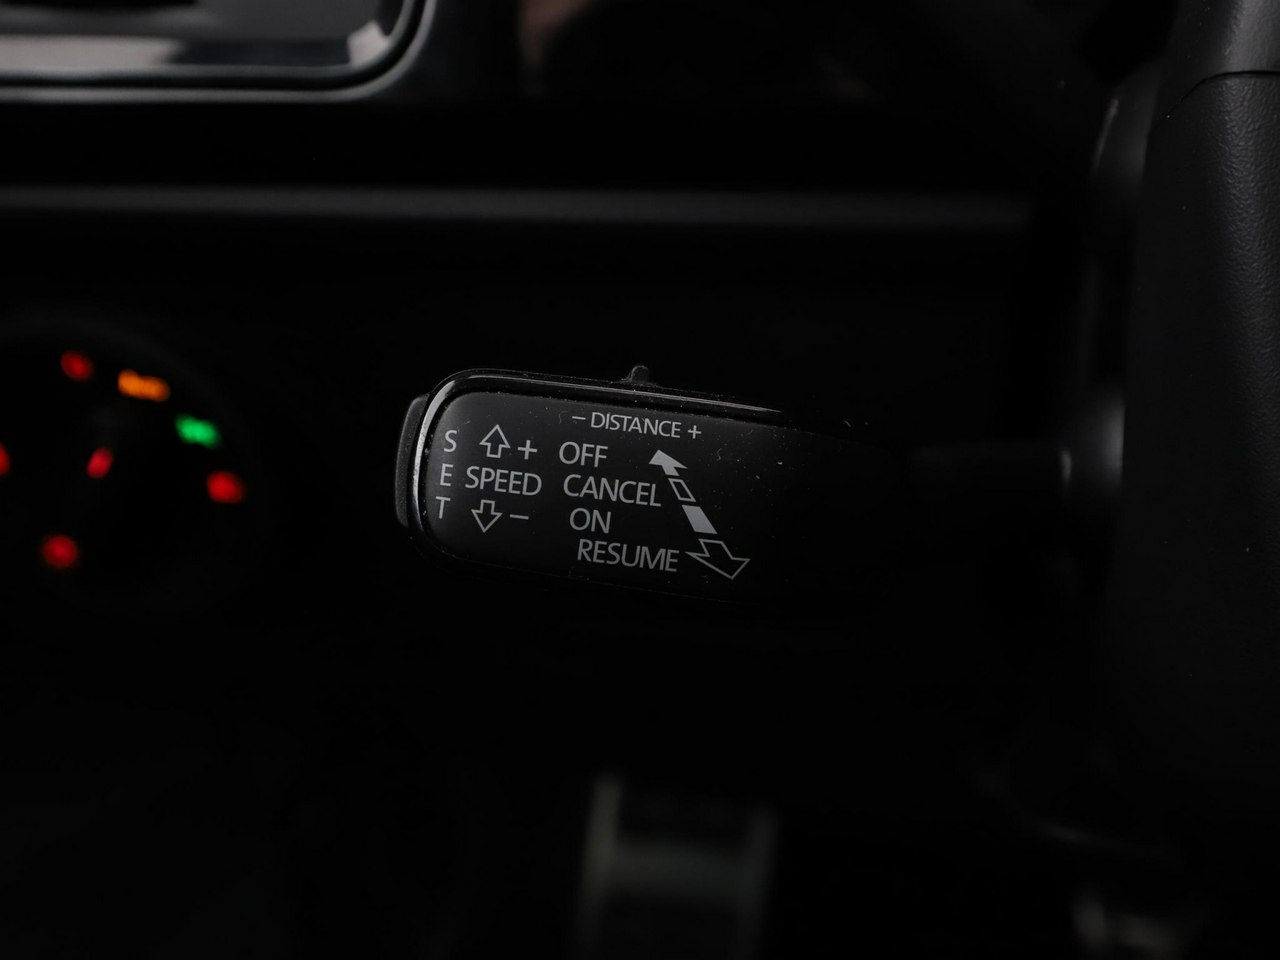 − DISTANCE +
S + OFF
E SPEED CANCEL
T − ON
RESUME